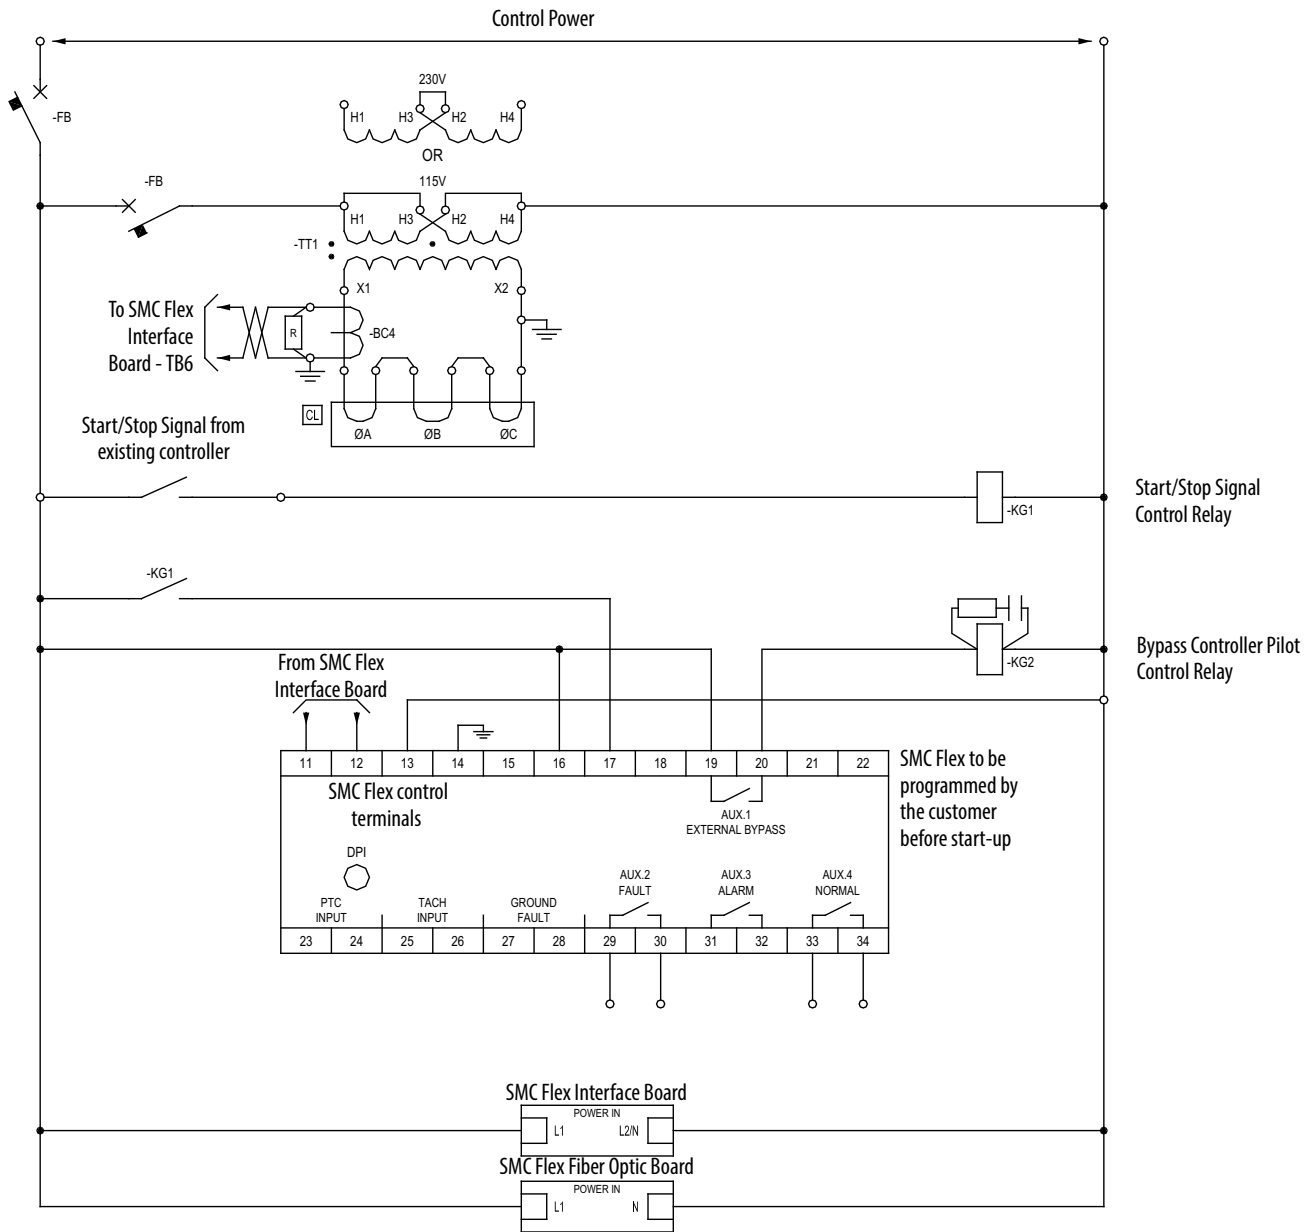 Control Power
230V
-FB
H1
H3
H2
H4
OR
-FB
115V
H1
H3
H2
H4
-TT1
X1
X2
To SMC Flex
Interface
Board - TB6
R
-BC4
CL
ØA
ØB
ØC
Start/Stop Signal from
existing controller
-KG1
Start/Stop Signal
Control Relay
-KG1
-KG2
Bypass Controller Pilot
Control Relay
From SMC Flex
Interface Board
11
12
13
14
15
16
17
18
19
20
21
22
SMC Flex to be
programmed by
the customer
before start-up
SMC Flex control
terminals
AUX.1
EXTERNAL BYPASS
DPI
PTC
INPUT
TACH
INPUT
GROUND
FAULT
AUX.2
FAULT
AUX.3
ALARM
AUX.4
NORMAL
23
24
25
26
27
28
29
30
31
32
33
34
SMC Flex Interface Board
POWER IN
L1
L2/N
SMC Flex Fiber Optic Board
POWER IN
L1
N